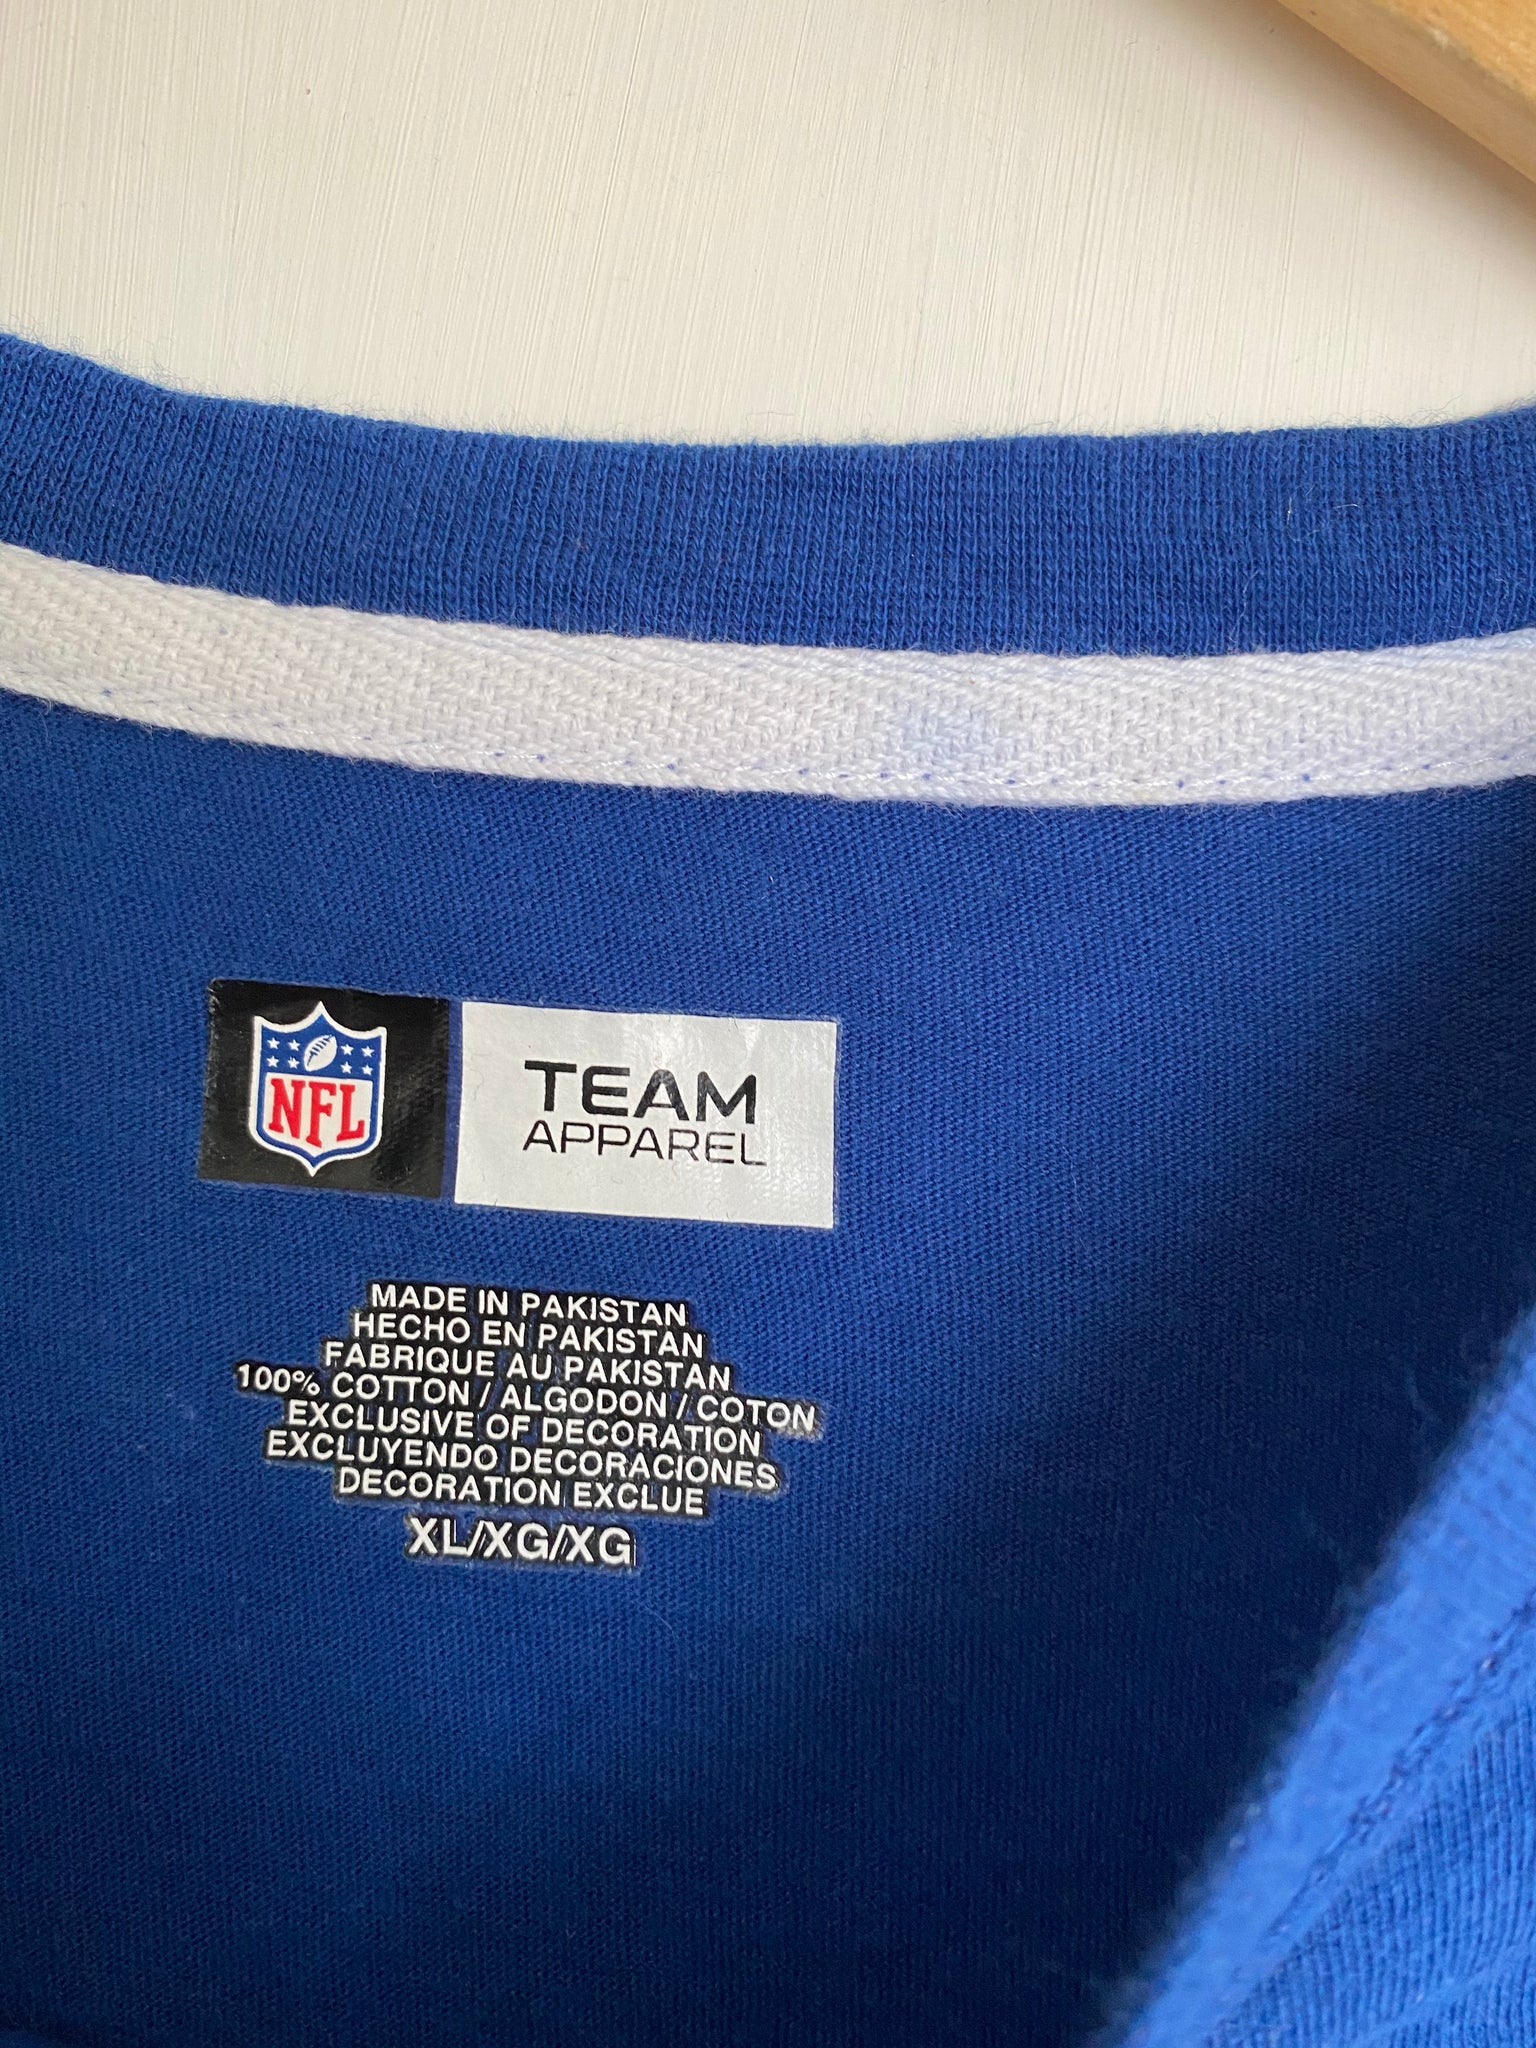 NFL
TEAM
APPAREL
MADE IN PAKISTAN
HECHO EN PAKISTAN
FABRIQUE AU PAKISTAN
100% COTTON / ALGODON / COTON
EXCLUSIVE OF DECORATION
EXCLUYENDO DECORACIONES
DECORATION EXCLUE
XL/XG/XG